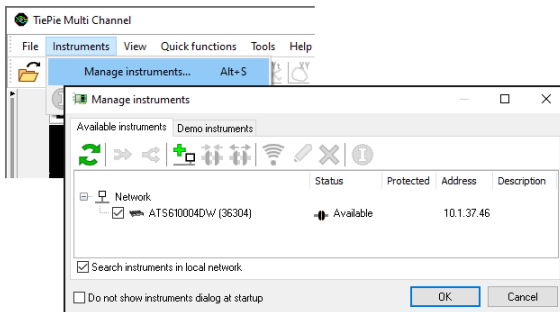 TiePie Multi Channel
File Instruments View Quick functions Tools Help
Manage instruments... Alt+S
Manage instruments
Available instruments Demo instruments
Status Protected Address Description
Network
ATS610004DW (36304) Available 10.1.37.46
Search instruments in local network
Do not show instruments dialog at startup OK Cancel